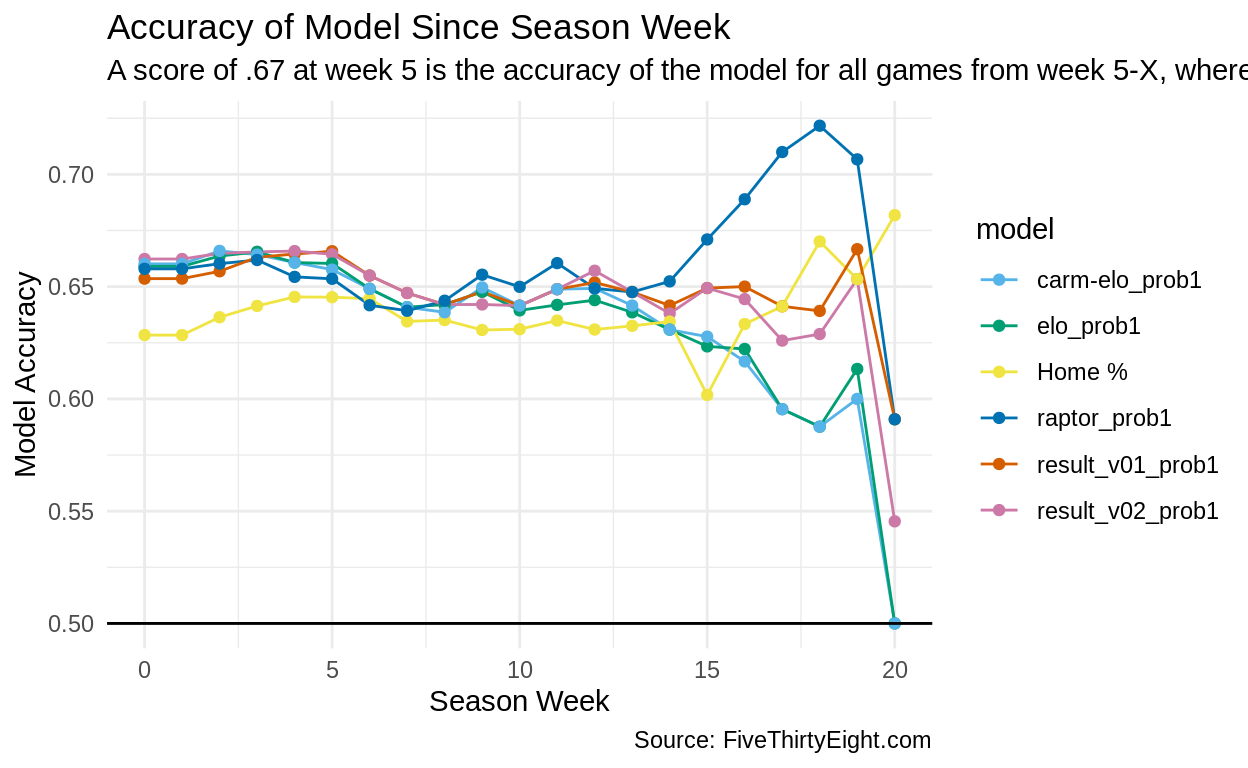 Accuracy of Model Since Season Week
A score of .67 at week 5 is the accuracy of the model for all games from week 5-X, where
Model Accuracy
0.70
0.65
0.60
0.55
0.50
0
5
10
15
20
Season Week
model
carm-elo_prob1
elo_prob1
Home %
raptor_prob1
result_v01_prob1
result_v02_prob1
Source: FiveThirtyEight.com